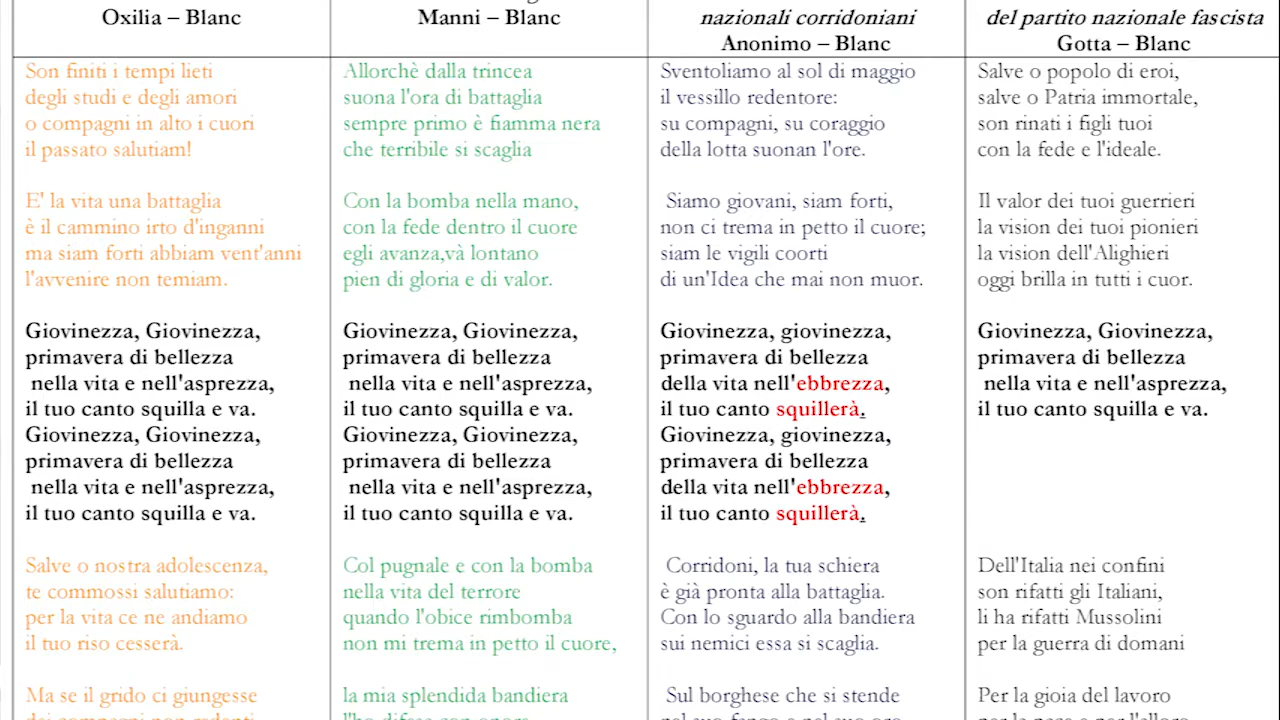 Oxilia – Blanc
Son finiti i tempi lieti
degli studi e degli amori
o compagni in alto i cuori
il passato salutiam!
E' la vita una battaglia
è il cammino irto d'inganni
ma siam forti abbiam vent'anni
l'avvenire non temiam.
Giovinezza, Giovinezza,
primavera di bellezza
nella vita e nell'asprezza,
il tuo canto squilla e va.
Giovinezza, Giovinezza,
primavera di bellezza
nella vita e nell'asprezza,
il tuo canto squilla e va.
Salve o nostra adolescenza,
te commossi salutiamo:
per la vita ce ne andiamo
il tuo riso cesserà.
Ma se il grido ci giungesse
Manni – Blanc
Allorchè dalla trincea
suona l'ora di battaglia
sempre primo è fiamma nera
che terribile si scaglia
Con la bomba nella mano,
con la fede dentro il cuore
egli avanza,và lontano
pien di gloria e di valor.
Giovinezza, Giovinezza,
primavera di bellezza
nella vita e nell'asprezza,
il tuo canto squilla e va.
Giovinezza, Giovinezza,
primavera di bellezza
nella vita e nell'asprezza,
il tuo canto squilla e va.
Col pugnale e con la bomba
nella vita del terrore
quando l'obice rimbomba
non mi trema in petto il cuore,
la mia splendida bandiera
nazionali corridoniani
Anonimo – Blanc
Sventoliamo al sol di maggio
il vessillo redentore:
su compagni, su coraggio
della lotta suonan l'ore.
Siamo giovani, siam forti,
non ci trema in petto il cuore;
siam le vigili coorti
di un'Idea che mai non muor.
Giovinezza, giovinezza,
primavera di bellezza
della vita nell'ebbrezza,
il tuo canto squillerà.
Giovinezza, giovinezza,
primavera di bellezza
della vita nell'ebbrezza,
il tuo canto squillerà.
Corridoni, la tua schiera
è già pronta alla battaglia.
Con lo sguardo alla bandiera
sui nemici essa si scaglia.
Sul borghese che si stende
del partito nazionale fascista
Gotta – Blanc
Salve o popolo di eroi,
salve o Patria immortale,
son rinati i figli tuoi
con la fede e l'ideale.
Il valor dei tuoi guerrieri
la vision dei tuoi pionieri
la vision dell'Alighieri
oggi brilla in tutti i cuor.
Giovinezza, Giovinezza,
primavera di bellezza
nella vita e nell'asprezza,
il tuo canto squilla e va.
Dell'Italia nei confini
son rifatti gli Italiani,
li ha rifatti Mussolini
per la guerra di domani
Per la gioia del lavoro